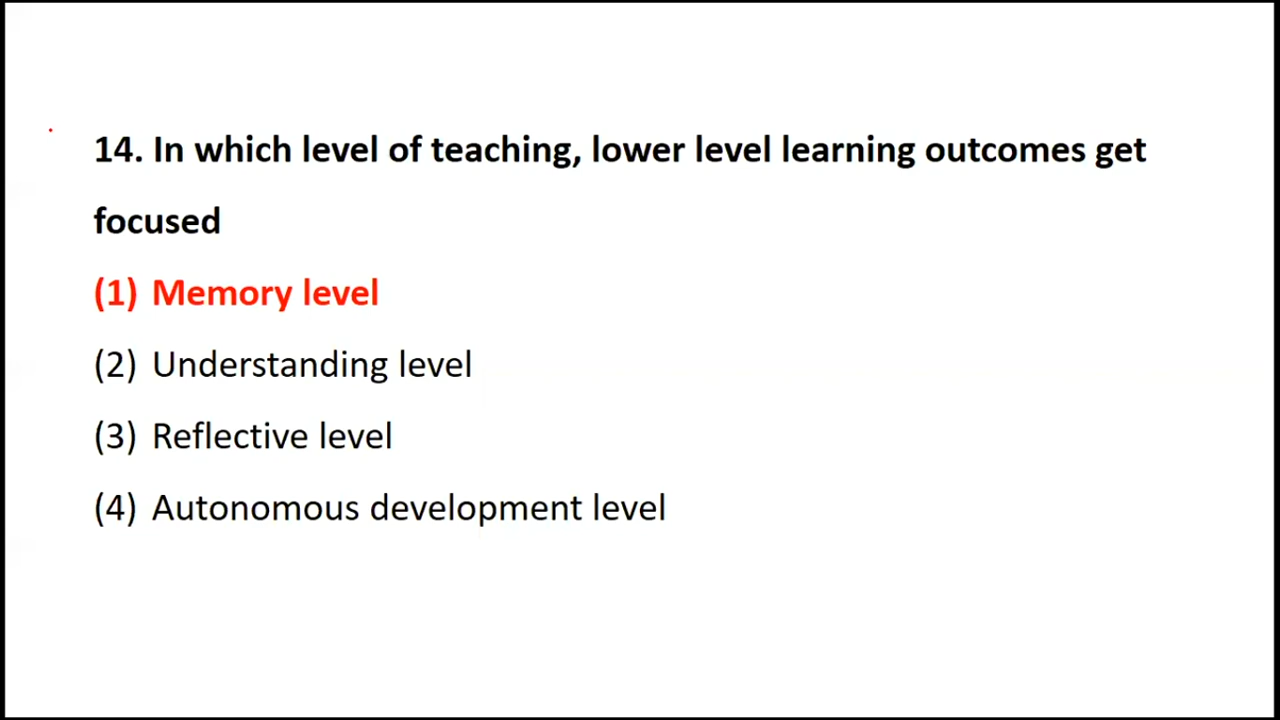 14. In which level of teaching, lower level learning outcomes get
focused
(1) Memory level
(2) Understanding level
(3) Reflective level
(4) Autonomous development level